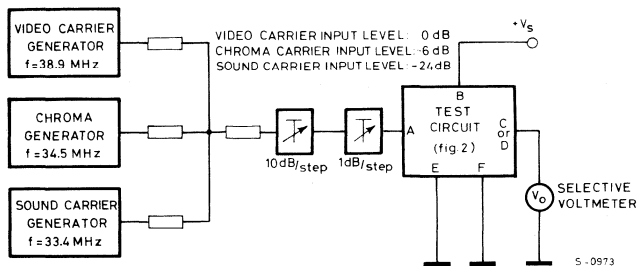 VIDEO CARRIER
GENERATOR
f=38.9 MHz
CHROMA
GENERATOR
f=34.5 MHz
SOUND CARRIER
GENERATOR
f=33.4 MHz
VIDEO CARRIER INPUT LEVEL: 0 dB
CHROMA CARRIER INPUT LEVEL:-6 dB
SOUND CARRIER INPUT LEVEL:-24dB
10dB/step
1dB/step
+Vs
B
TEST
CIRCUIT
(fig.2)
A
C
or
D
E F
Vo
SELECTIVE
VOLTMETER
S-0973